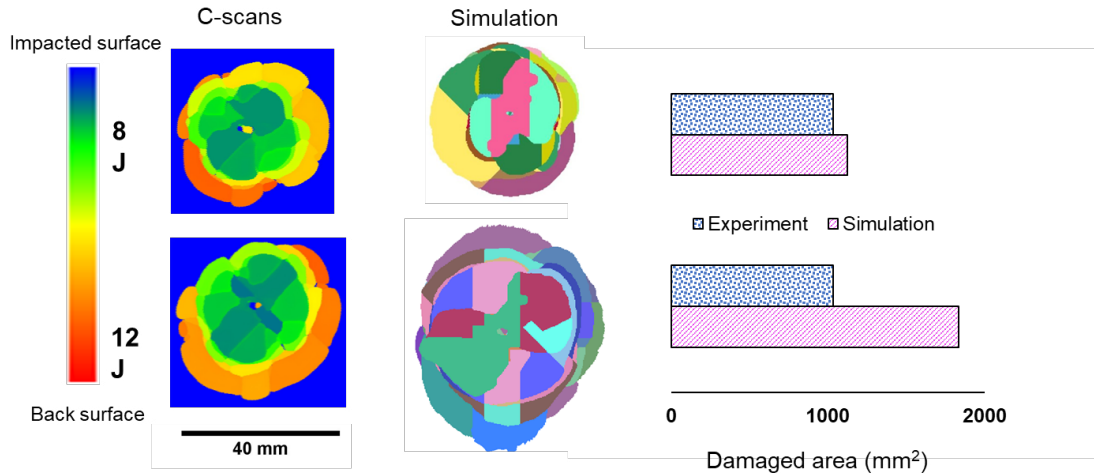 C-scans
Simulation
Impacted surface
8
J
12
J
Back surface
40 mm
Experiment
Simulation
0
1000
2000
Damaged area (mm²)